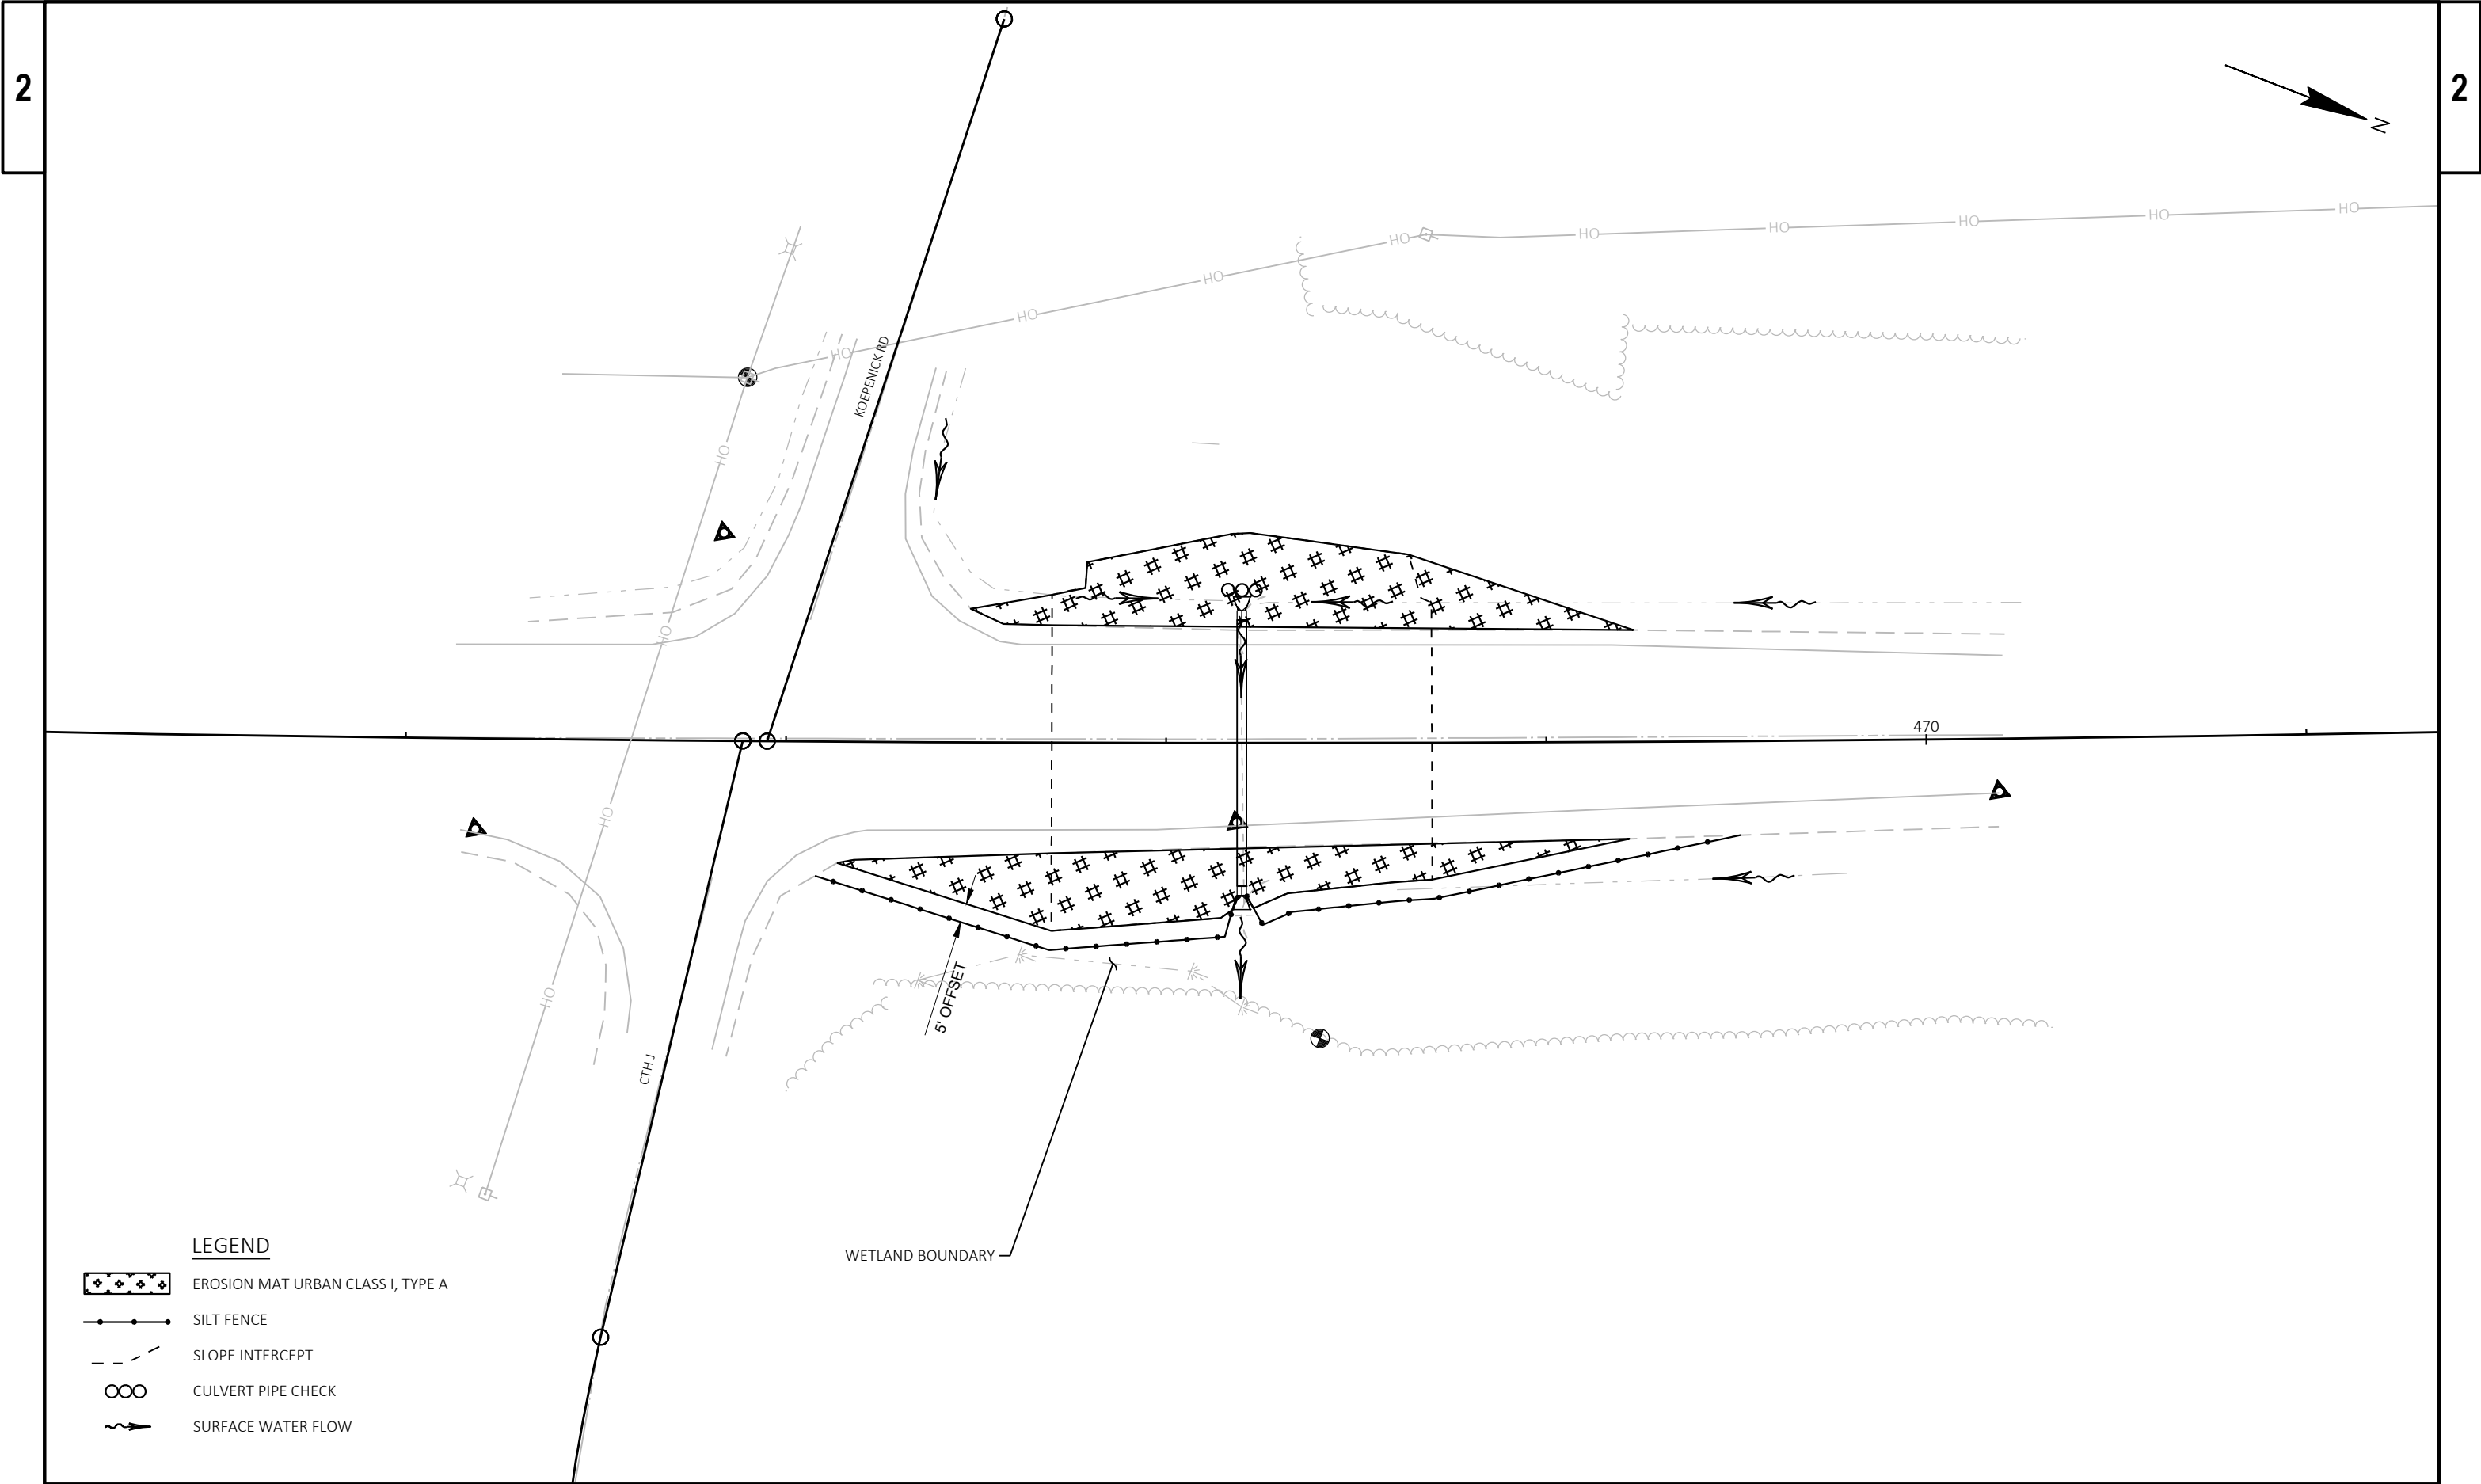 2
2
N
HO
HO
HO
HO
HO
HO
HO
HO
HO
HO
KOEPENICK RD
HO
HO
470
HO
HO
5' OFFSET
CTH J
WETLAND BOUNDARY
LEGEND
EROSION MAT URBAN CLASS I, TYPE A
SILT FENCE
SLOPE INTERCEPT
CULVERT PIPE CHECK
SURFACE WATER FLOW